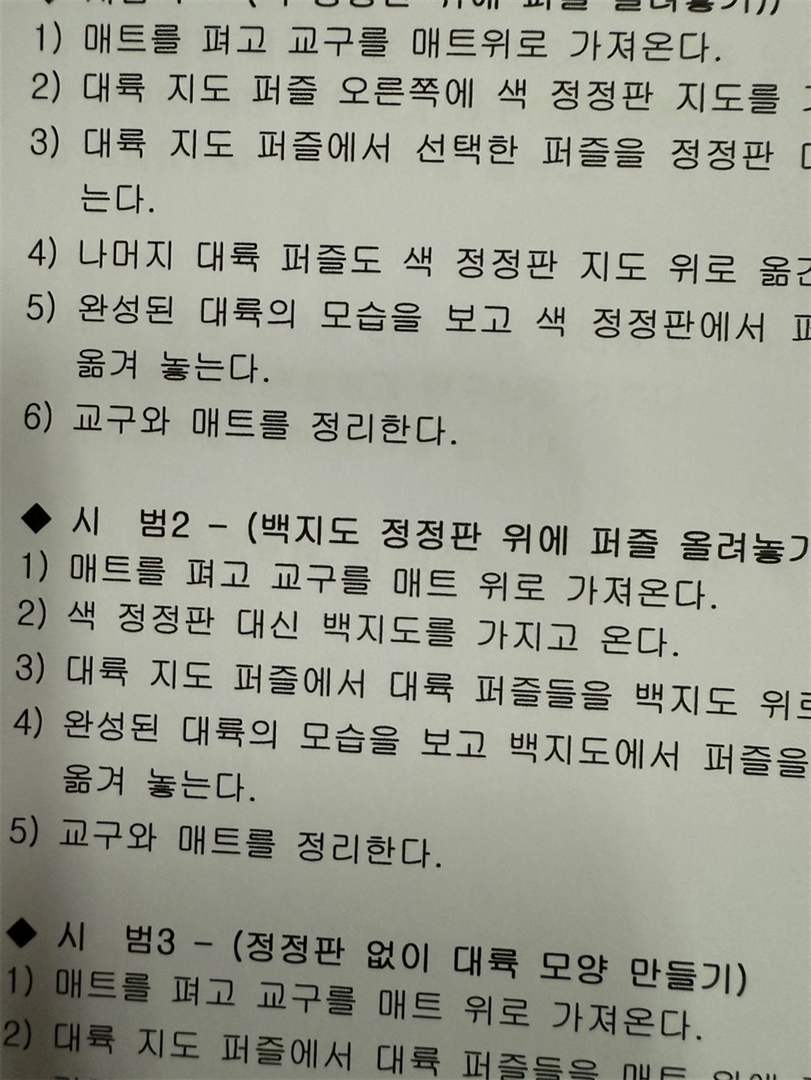 위에 퍼즐 올려놓기))
1) 매트를 펴고 교구를 매트위로 가져온다.
2) 대륙 지도 퍼즐 오른쪽에 색 정정판 지도를
3) 대륙 지도 퍼즐에서 선택한 퍼즐을 정정판
는다.
4) 나머지 대륙 퍼즐도 색 정정판 지도 위로
5) 완성된 대륙의 모습을 보고 색 정정판에서
옮겨 놓는다.
6) 교구와 매트를 정리한다.
◆ 시 범2 - (백지도 정정판 위에 퍼즐 올려놓기
1) 매트를 펴고 교구를 매트 위로 가져온다.
2) 색 정정판 대신 백지도를 가지고 온다.
3) 대륙 지도 퍼즐에서 대륙 퍼즐들을 백지도
4) 완성된 대륙의 모습을 보고 백지도에서 퍼즐을
옮겨 놓는다.
5) 교구와 매트를 정리한다.
◆ 시 범3 - (정정판 없이 대륙 모양 만들기)
1) 매트를 펴고 교구를 매트 위로 가져온다.
2) 대륙 지도 퍼즐에서 대륙 퍼즐들을 매트 위에